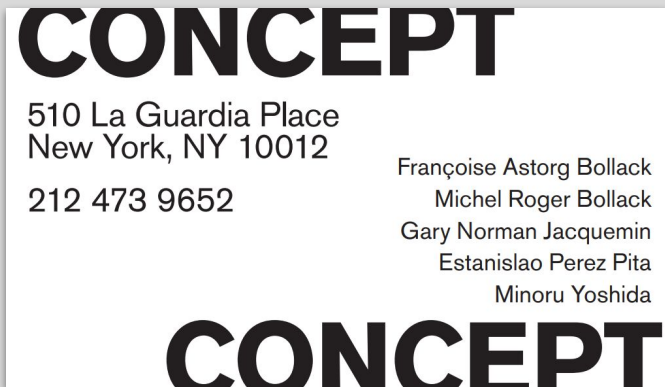 CONCEPT
510 La Guardia Place
New York, NY 10012
212 473 9652
Françoise Astorg Bollack
Michel Roger Bollack
Gary Norman Jacquemin
Estanislao Perez Pita
Minoru Yoshida
CONCEPT